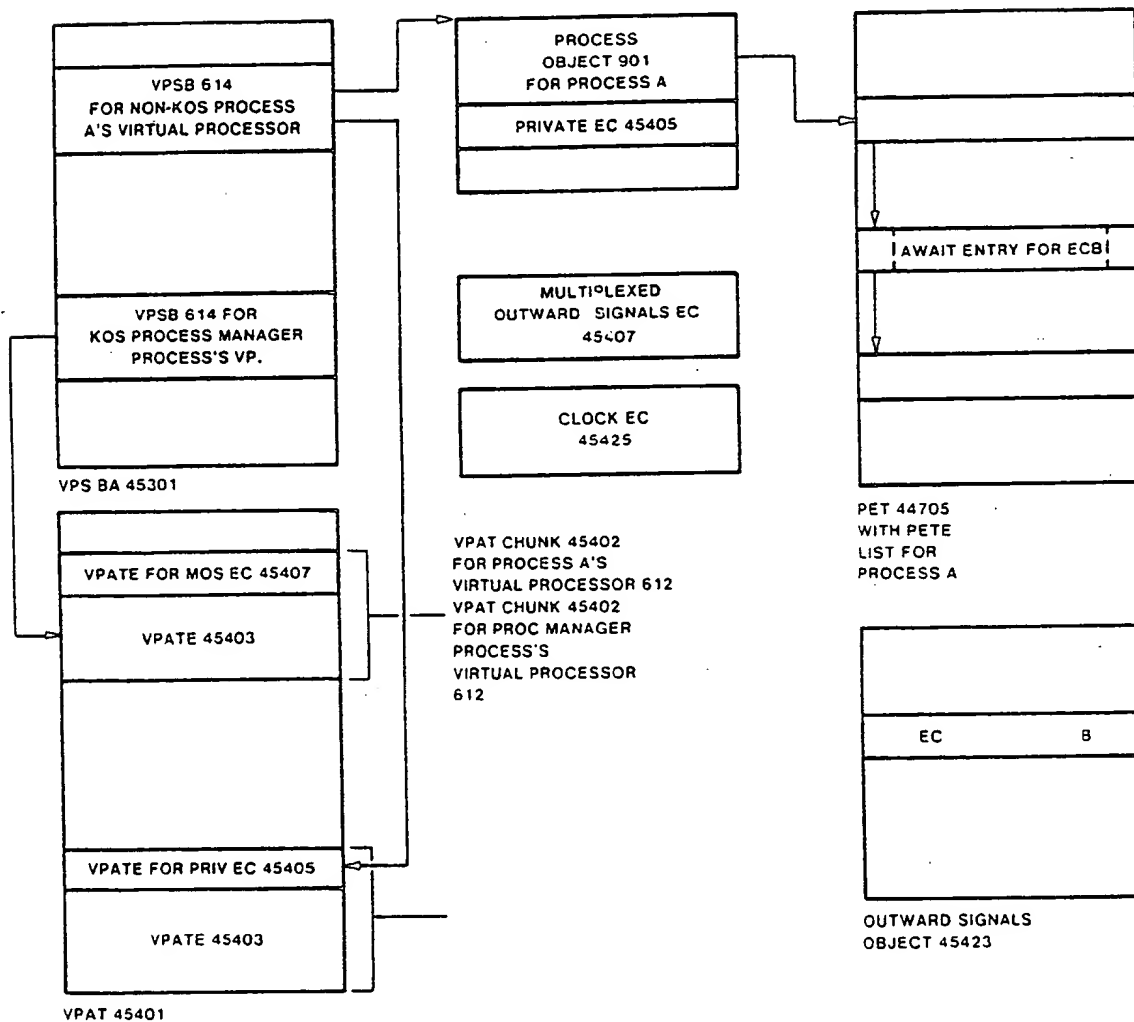 VPSB 614
FOR NON-KOS PROCESS
A'S VIRTUAL PROCESSOR
VPSB 614 FOR
KOS PROCESS MANAGER
PROCESS'S VP.
VPS BA 45301
PROCESS
OBJECT 901
FOR PROCESS A
PRIVATE EC 45405
MULTIPLEXED
OUTWARD SIGNALS EC
45407
CLOCK EC
45425
AWAIT ENTRY FOR ECB
PET 44705
WITH PETE
LIST FOR
PROCESS A
VPATE FOR MOS EC 45407
VPATE 45403
VPATE FOR PRIV EC 45405
VPATE 45403
VPAT 45401
VPAT CHUNK 45402
FOR PROCESS A'S
VIRTUAL PROCESSOR 612
VPAT CHUNK 45402
FOR PROC MANAGER
PROCESS'S
VIRTUAL PROCESSOR
612
EC B
OUTWARD SIGNALS
OBJECT 45423